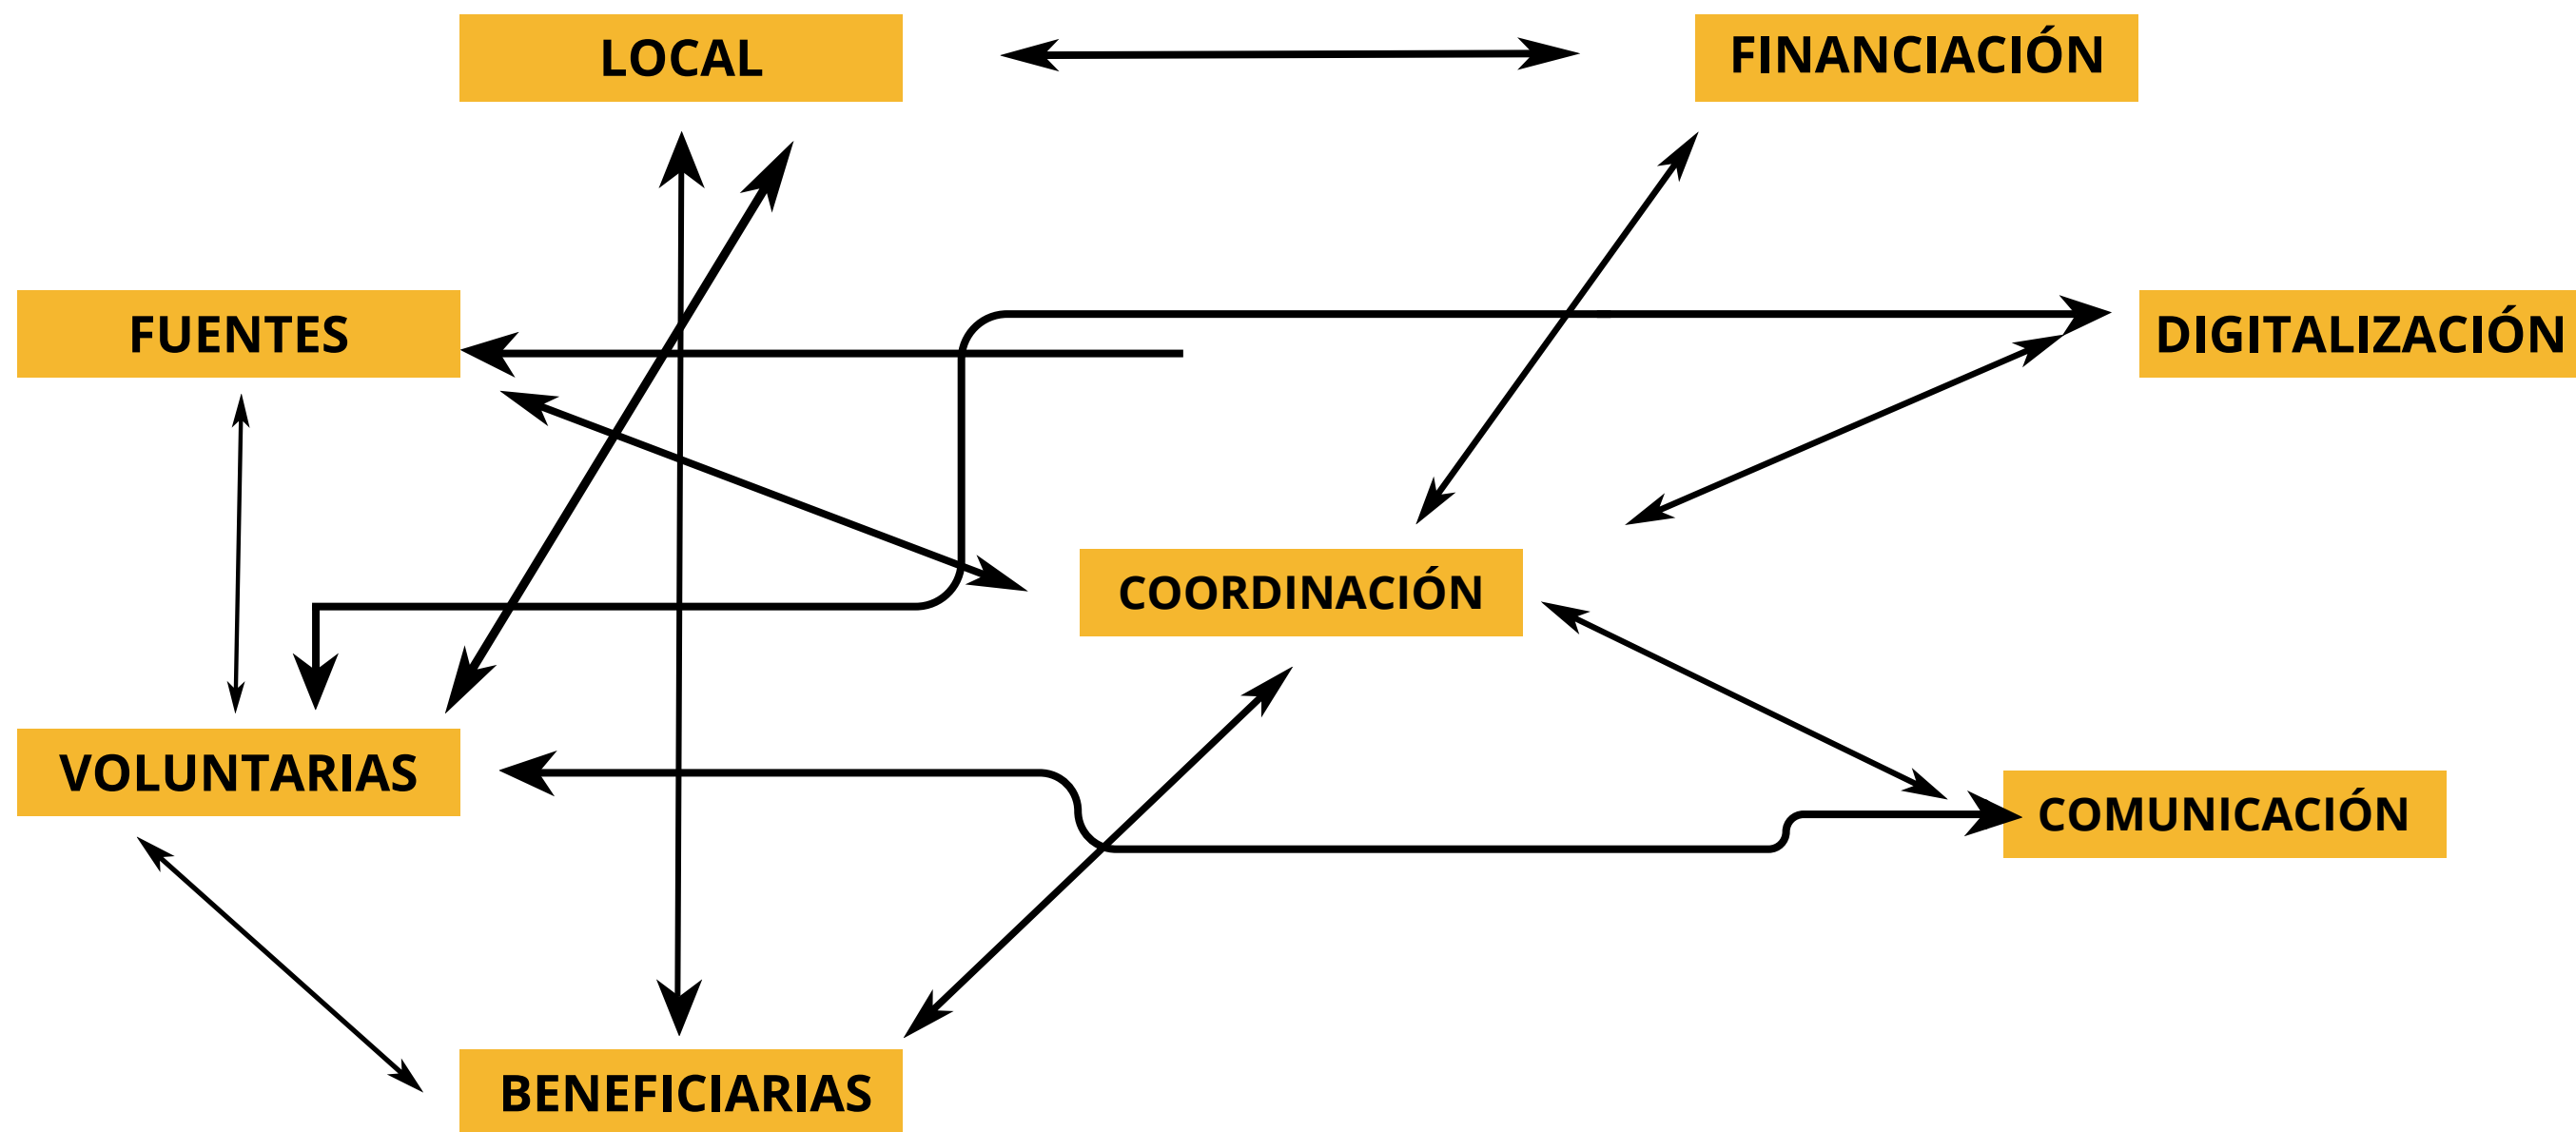 LOCAL
FINANCIACIÓN
FUENTES
DIGITALIZACIÓN
COORDINACIÓN
VOLUNTARIAS
COMUNICACIÓN
BENEFICIARIAS